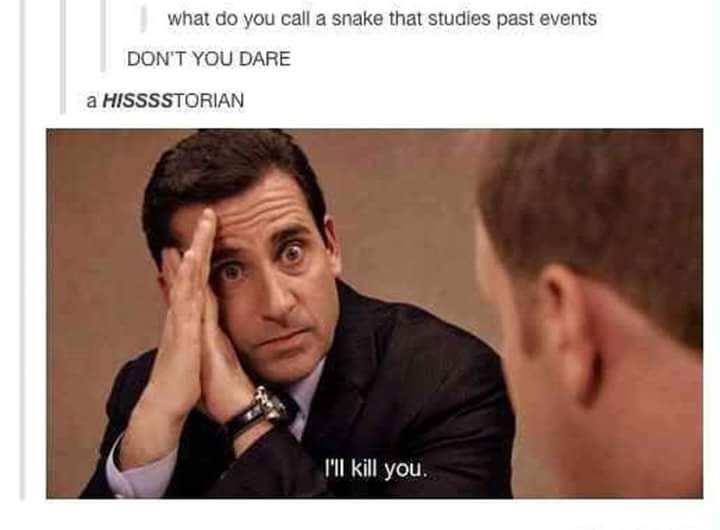 what do you call a snake that studies past events
DON'T YOU DARE
a HISSSSTORIAN
I'll kill you.